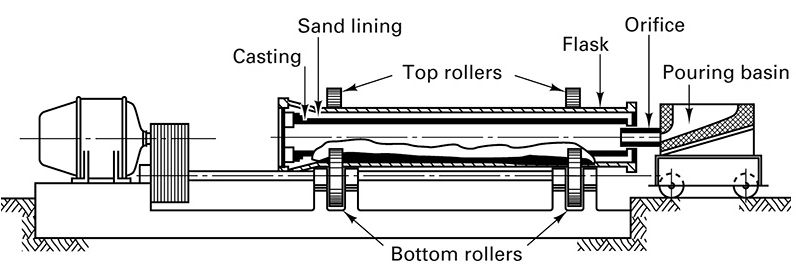 Sand lining
Orifice
Casting
Flask
Top rollers
Pouring basin
Bottom rollers